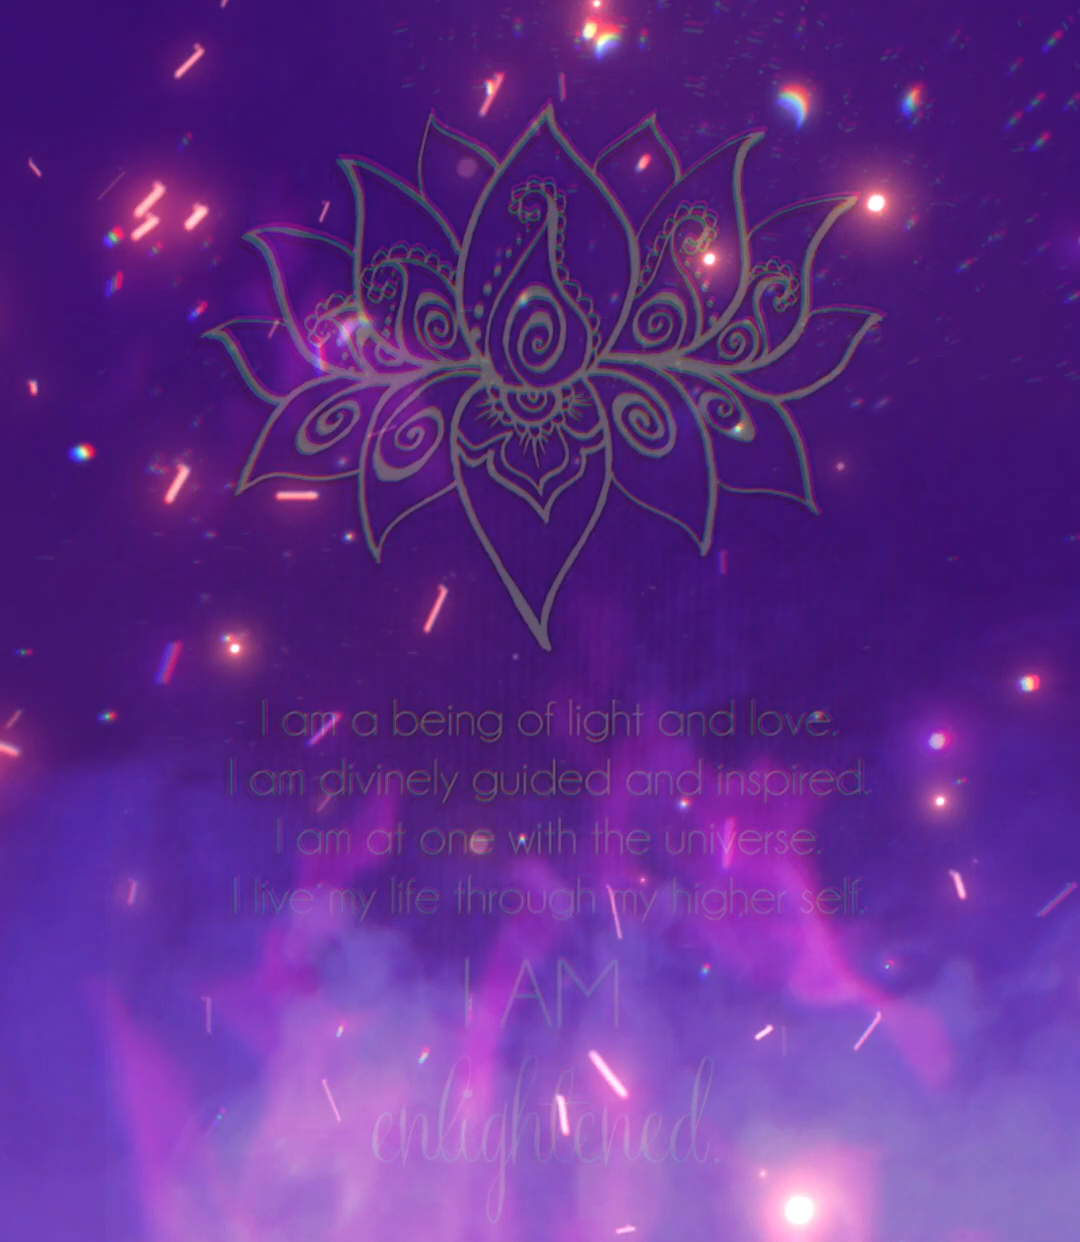 I am a being of light and love.
I am divinely guided and inspired.
I am at one with the universe.
I live my life through my higher self.
I AM
enlightened.